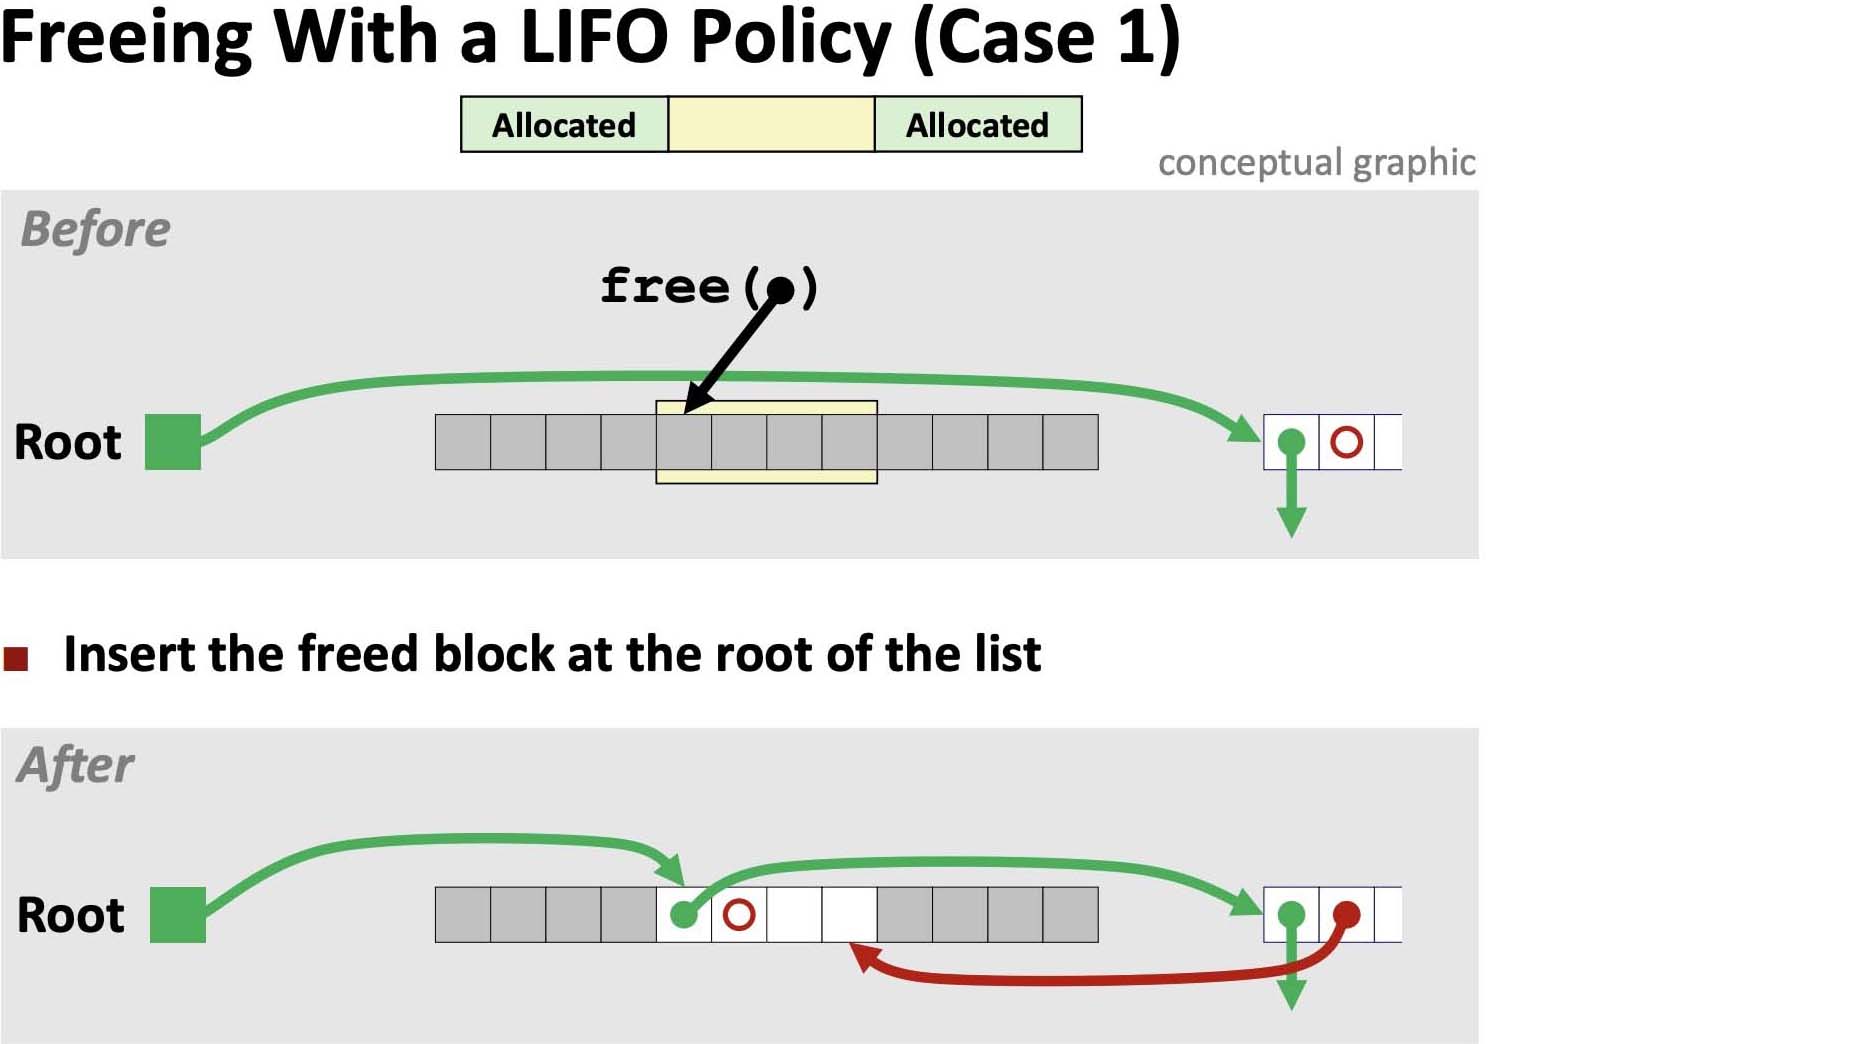 Freeing With a LIFO Policy (Case 1)
Allocated Allocated
conceptual graphic
Before
free( )
Root
Insert the freed block at the root of the list
After
Root